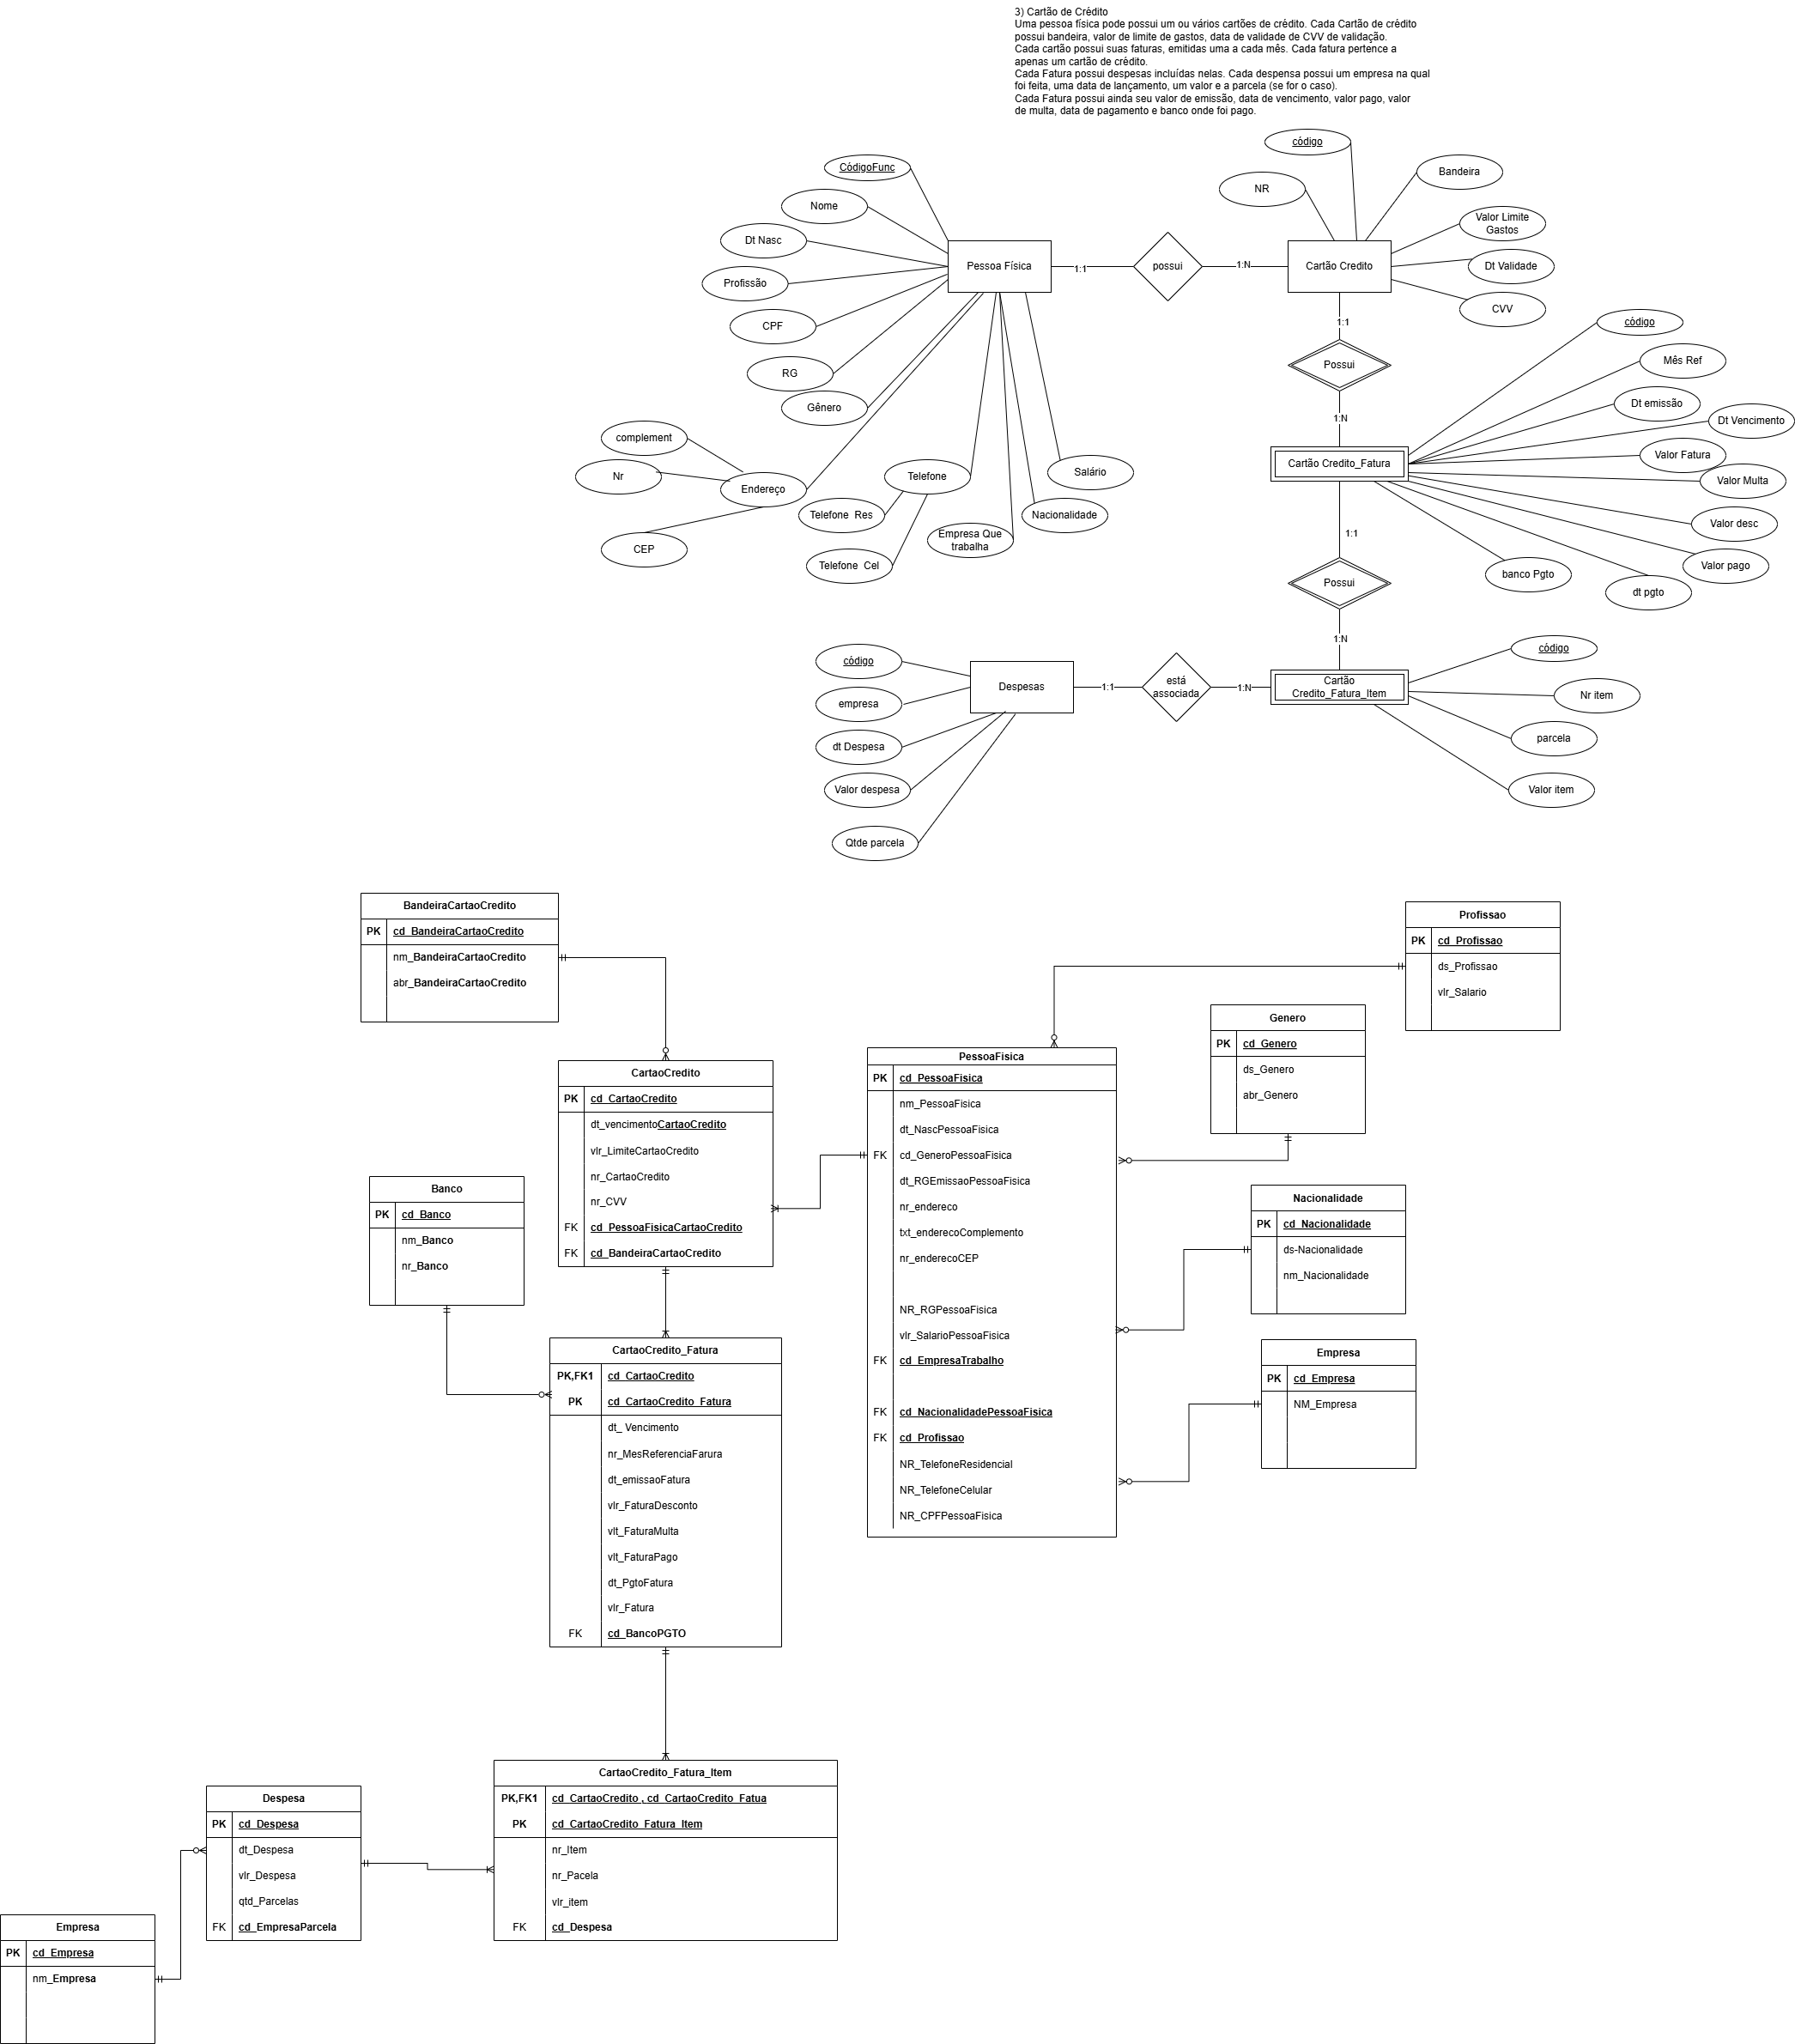 3) Cartão de Crédito
Uma pessoa física pode possui um ou vários cartões de crédito. Cada Cartão de crédito
possui bandeira, valor de limite de gastos, data de validade de CVV de validação.
Cada cartão possui suas faturas, emitidas uma a cada mês. Cada fatura pertence a
apenas um cartão de crédito.
Cada Fatura possui despesas incluídas nelas. Cada despensa possui um empresa na qual
foi feita, uma data de lançamento, um valor e a parcela (se for o caso).
Cada Fatura possui ainda seu valor de emissão, data de vencimento, valor pago, valor
de multa, data de pagamento e banco onde foi pago.
CódigoFunc
Nome
Dt Nasc
Profissão
CPF
RG
Gênero
complement
Nr
Endereço
CEP
Telefone
Telefone Res
Telefone Cel
Empresa Que
trabalha
Nacionalidade
Salário
Pessoa Física
1:1
possui
1:N
Cartão Credito
código
NR
Bandeira
Valor Limite
Gastos
Dt Validade
CVV
1:1
Possui
1:N
Cartão Credito_Fatura
código
Mês Ref
Dt emissão
Dt Vencimento
Valor Fatura
Valor Multa
Valor desc
Valor pago
dt pgto
banco Pgto
1:1
Possui
1:N
Cartão
Credito_Fatura_Item
código
Nr item
parcela
Valor item
1:N
está
associada
1:1
Despesas
código
empresa
dt Despesa
Valor despesa
Qtde parcela
BandeiraCartaoCredito
PK cd_BandeiraCartaoCredito
nm_BandeiraCartaoCredito
abr_BandeiraCartaoCredito
Profissao
PK cd_Profissao
ds_Profissao
vlr_Salario
Genero
PK cd_Genero
ds_Genero
abr_Genero
CartaoCredito
PK cd_CartaoCredito
dt_vencimentoCartaoCredito
vlr_LimiteCartaoCredito
nr_CartaoCredito
nr_CVV
FK cd_PessoaFisicaCartaoCredito
FK cd_BandeiraCartaoCredito
PessoaFisica
PK cd_PessoaFisica
nm_PessoaFisica
dt_NascPessoaFisica
FK cd_GeneroPessoaFisica
dt_RGEmissaoPessoaFisica
nr_endereco
txt_enderecoComplemento
nr_enderecoCEP
NR_RGPessoaFisica
vlr_SalarioPessoaFisica
FK cd_EmpresaTrabalho
FK cd_NacionalidadePessoaFisica
FK cd_Profissao
NR_TelefoneResidencial
NR_TelefoneCelular
NR_CPFPessoaFisica
Banco
PK cd_Banco
nm_Banco
nr_Banco
Nacionalidade
PK cd_Nacionalidade
ds-Nacionalidade
nm_Nacionalidade
Empresa
PK cd_Empresa
NM_Empresa
CartaoCredito_Fatura
PK,FK1 cd_CartaoCredito
PK cd_CartaoCredito_Fatura
dt_ Vencimento
nr_MesReferenciaFarura
dt_emissaoFatura
vlr_FaturaDesconto
vlt_FaturaMulta
vlt_FaturaPago
dt_PgtoFatura
vlr_Fatura
FK cd_BancoPGTO
CartaoCredito_Fatura_Item
PK,FK1 cd_CartaoCredito , cd_CartaoCredito_Fatua
PK cd_CartaoCredito_Fatura_Item
nr_Item
nr_Pacela
vlr_item
FK cd_Despesa
Despesa
PK cd_Despesa
dt_Despesa
vlr_Despesa
qtd_Parcelas
FK cd_EmpresaParcela
Empresa
PK cd_Empresa
nm_Empresa